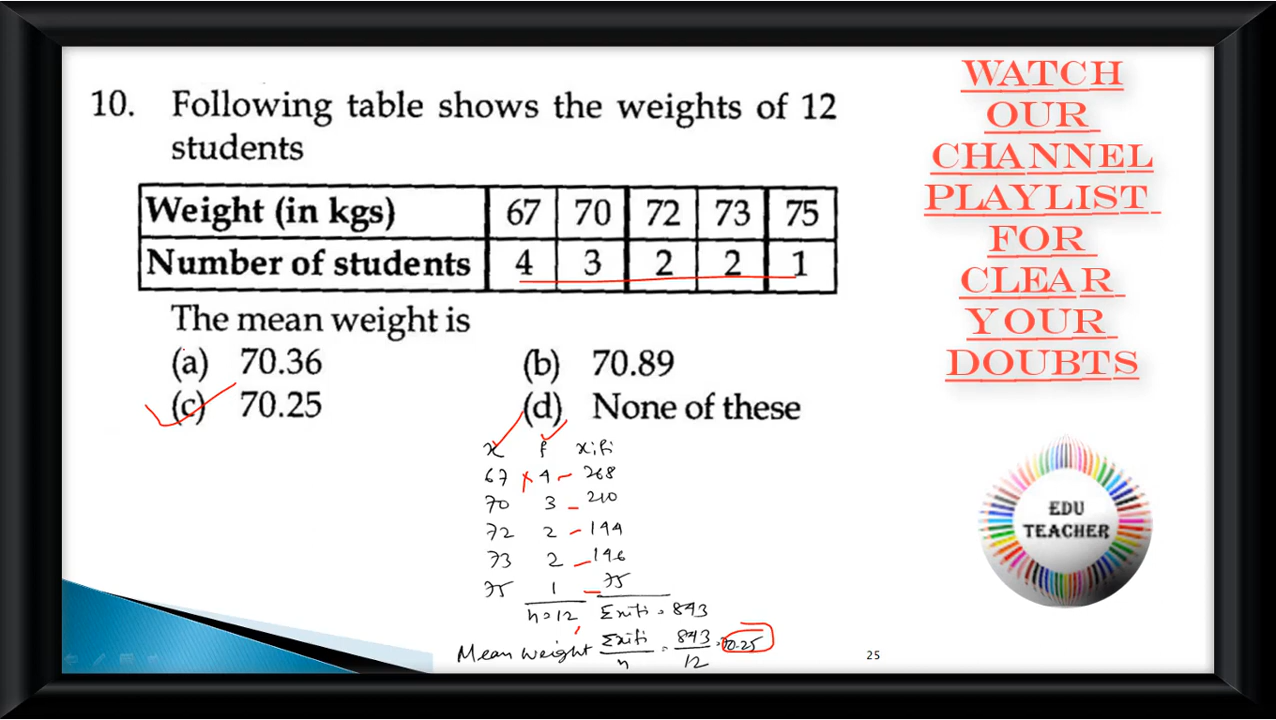 10. Following table shows the weights of 12
students
Weight (in kgs) 67 70 72 73 75
Number of students 4 3 2 2 1
The mean weight is
(a) 70.36 (b) 70.89
(c) 70.25 (d) None of these
x f xifi
67 × 4 – 268
70 3 – 210
72 2 – 144
73 2 – 146
75 1 – 75
n=12 Σxifi = 843
Mean weight Σxifi/n = 843/12 = 70.25
25
WATCH
OUR
CHANNEL
PLAYLIST
FOR
CLEAR
YOUR
DOUBTS
EDU
TEACHER